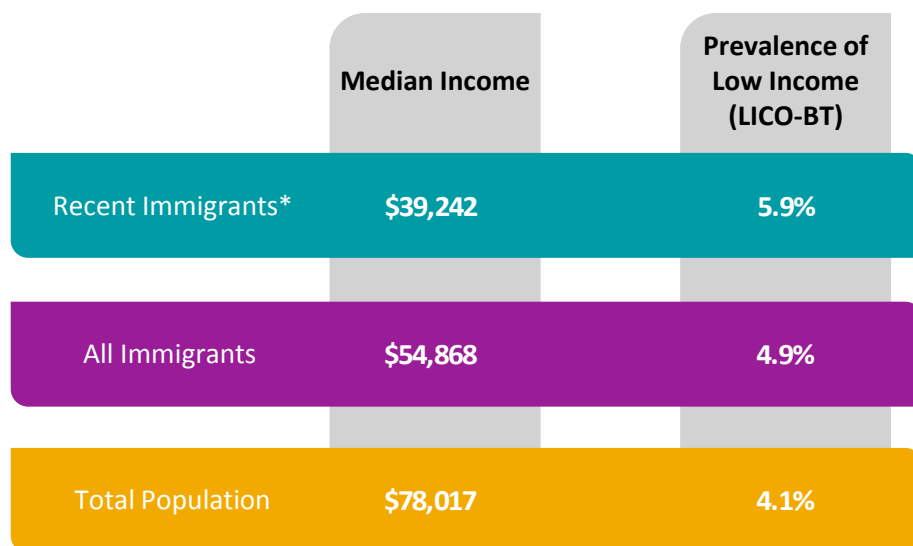 Median Income
Prevalence of
Low Income
(LICO-BT)
Recent Immigrants* $39,242 5.9%
All Immigrants $54,868 4.9%
Total Population $78,017 4.1%